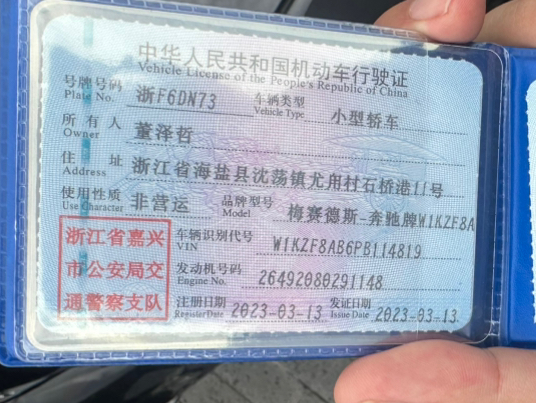 中华人民共和国机动车行驶证
Vehicle License of the People's Republic of China
号牌号码 浙F6DN73 车辆类型 小型轿车
Plate No. Vehicle Type
所有人 董泽哲
Owner
住址 浙江省海盐县沈荡镇尤甪村石桥港11号
Address
使用性质 非营运 品牌型号 梅赛德斯-奔驰牌W1KZF8A
Use Character Model
浙江省嘉兴
市公安局交
通警察支队
车辆识别代号 W1KZF8AB6PB114819
VIN
发动机号码 26492080291148
Engine No.
注册日期 2023-03-13 发证日期 2023-03-13
Register Date Issue Date